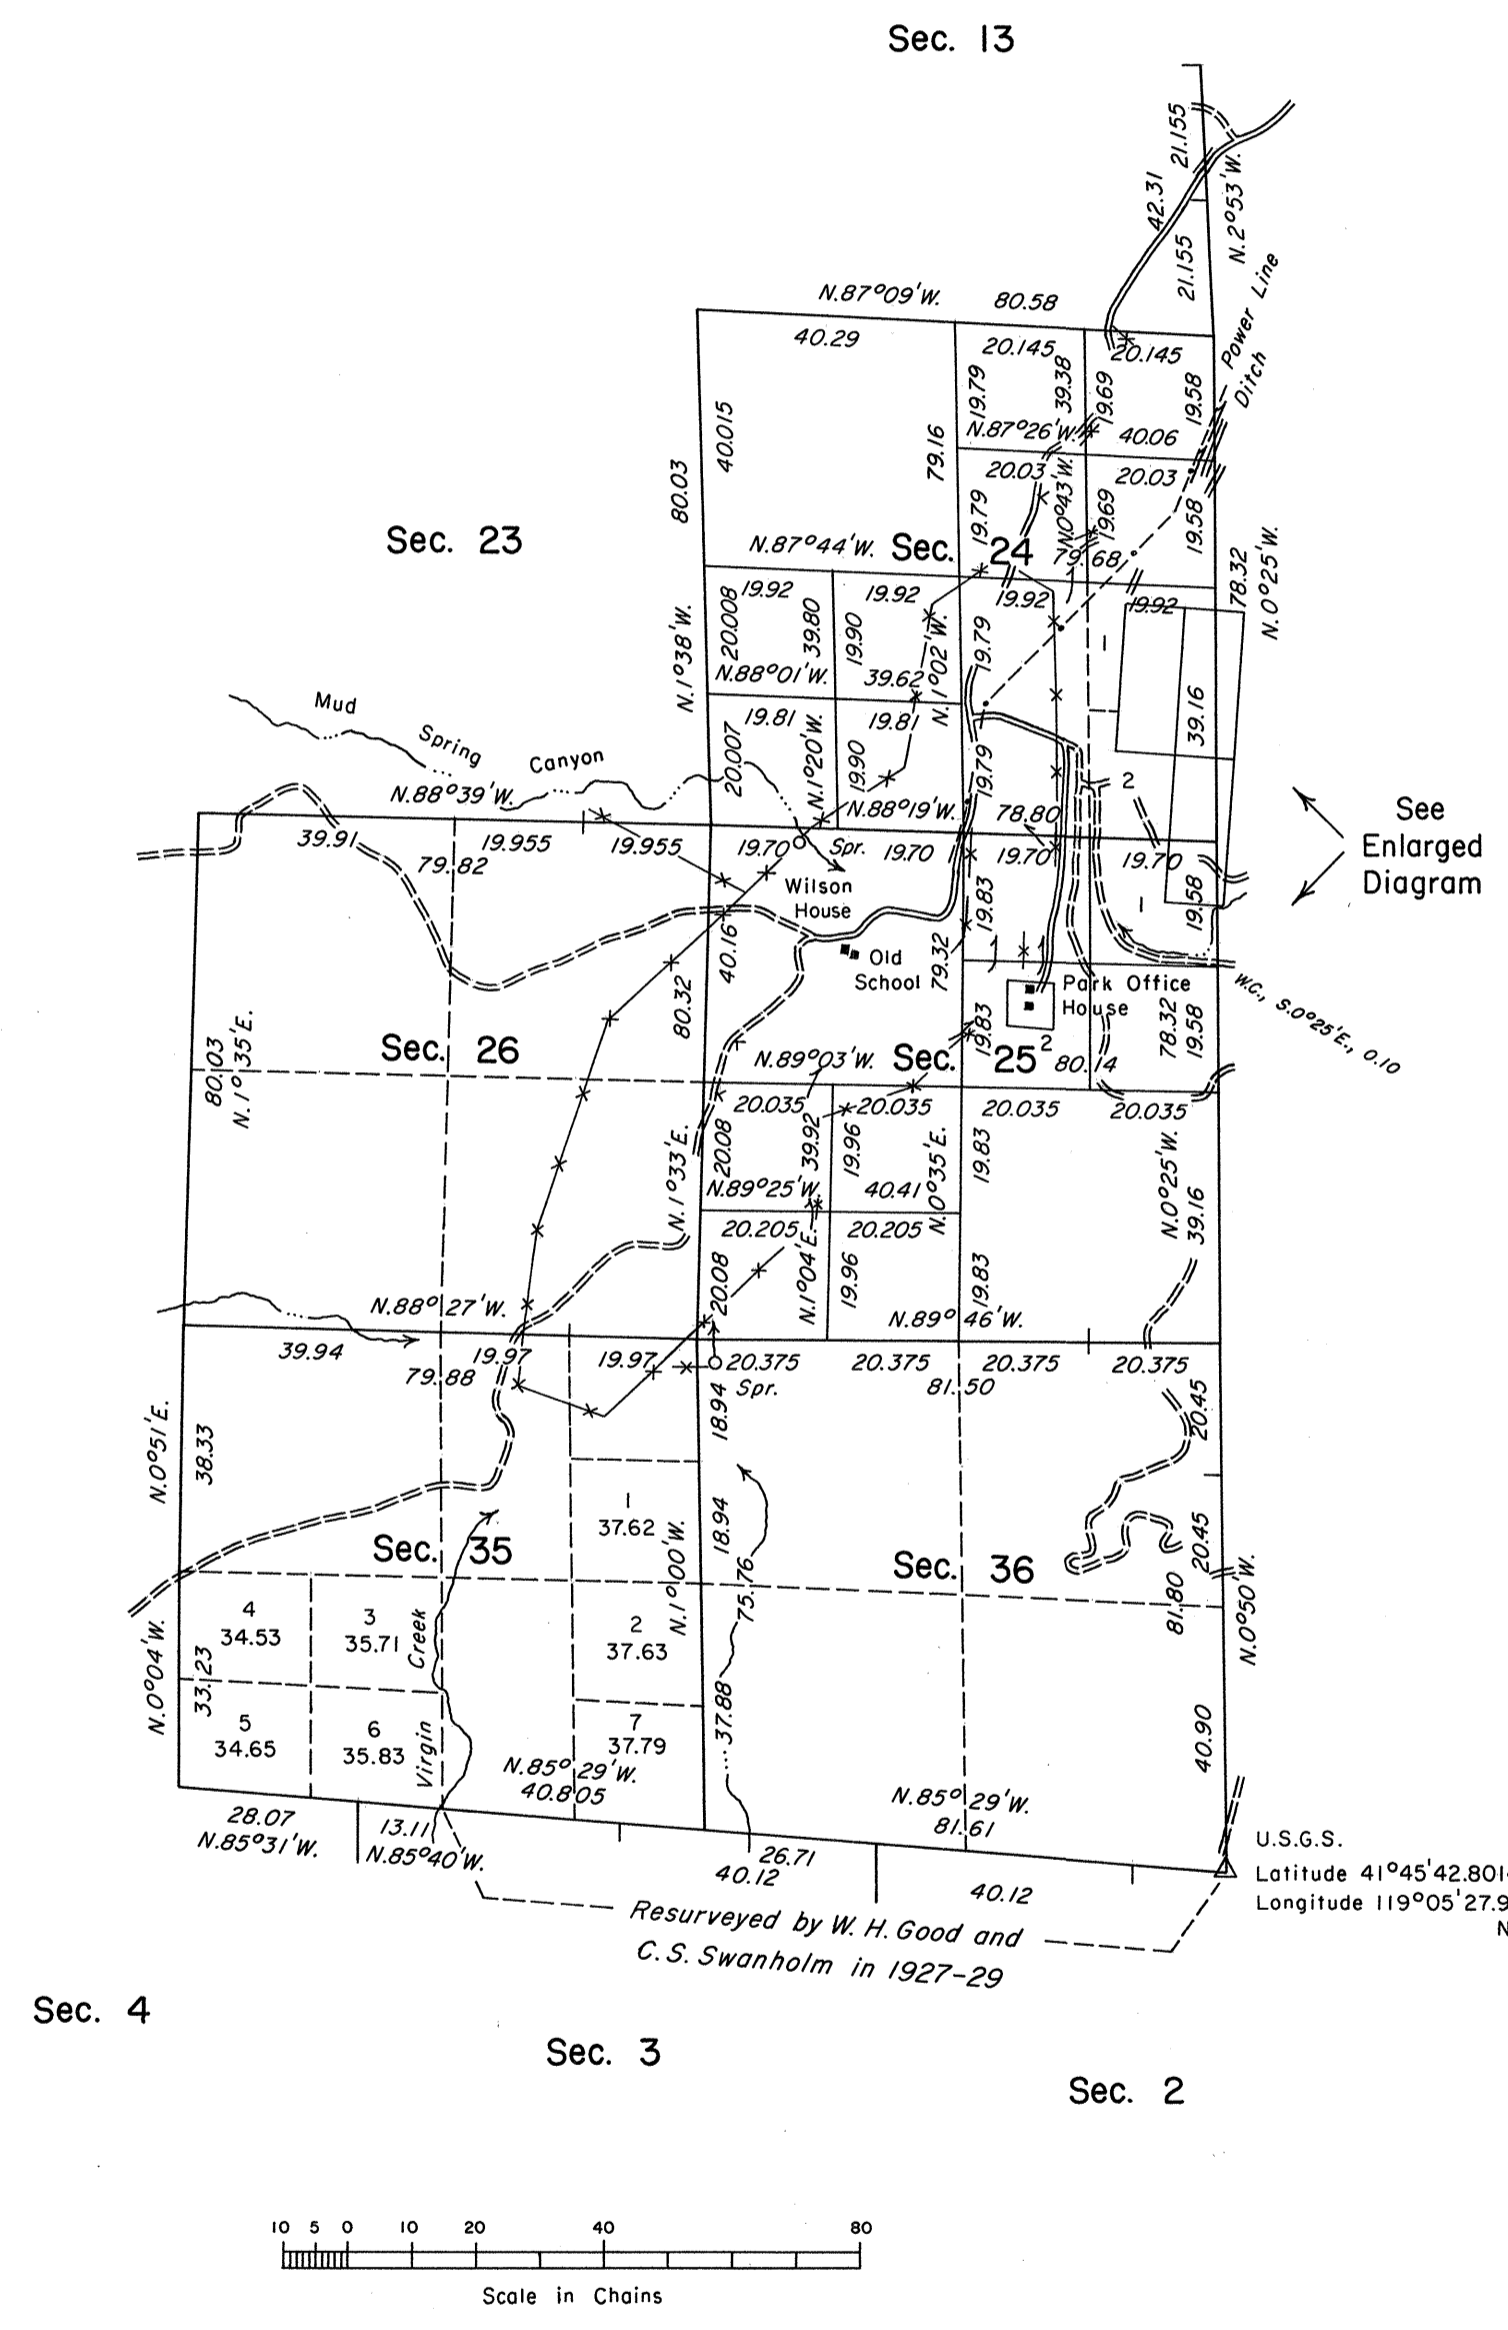 Sec. 13
21.155
42.31
N.2°53'W.
21.155
Power Line
Ditch
N.87°09'W. 80.58
40.29
20.145
20.145
40.015
80.03
79.16
19.79
39.38
19.69
19.58
N.87°26'W.
40.06
20.03
20.03
19.79
N.0°43'W.
19.69
19.58
Sec. 23
N.87°44'W.
Sec. 24
79.68
78.32
N.0°25'W.
19.92
19.92
19.92
19.92
20.008
39.80
19.90
N.1°02'W.
19.79
1
N.1°38'W.
N.88°01'W.
39.62
39.16
19.81
19.81
20.007
N.1°20'W.
19.90
19.79
2
Mud Spring Canyon
N.88°39'W.
N.88°19'W.
78.80
See
Enlarged
Diagram
39.91
79.82
19.955
19.955
19.70
Spr.
19.70
19.70
19.70
Wilson
House
1
19.83
19.58
40.16
79.32
1
Old
School
Park Office
House
W.C., S.0°25'E., 0.10
80.32
19.83
78.32
19.58
80.03
N.1°35'E.
Sec. 26
N.89°03'W.
Sec. 25
2
80.14
20.035
20.035
20.035
20.035
N.1°33'E.
20.08
39.92
19.96
N.0°35'E.
19.83
N.0°25'W.
39.16
N.89°25'W.
40.41
20.205
20.205
20.08
N.1°04'E.
19.96
19.83
N.88°27'W.
N.89°46'W.
39.94
79.88
19.97
19.97
20.375
Spr.
20.375
81.50
20.375
20.375
N.0°51'E.
38.33
18.94
20.45
1
37.62
18.94
N.1°00'W.
75.76
20.45
Sec. 35
Sec. 36
81.80
N.0°50'W.
4
34.53
3
35.71
2
37.63
N.0°04'W.
33.23
Virgin Creek
37.88
40.90
5
34.65
6
35.83
7
37.79
N.85°29'W.
40.805
N.85°29'W.
81.61
28.07
N.85°31'W.
13.11
N.85°40'W.
26.71
40.12
40.12
U.S.G.S.
Latitude 41°45'42.801
Longitude 119°05'27.9
N
Resurveyed by W. H. Good and
C. S. Swanholm in 1927-29
Sec. 4
Sec. 3
Sec. 2
10 5 0 10 20 40 80
Scale in Chains